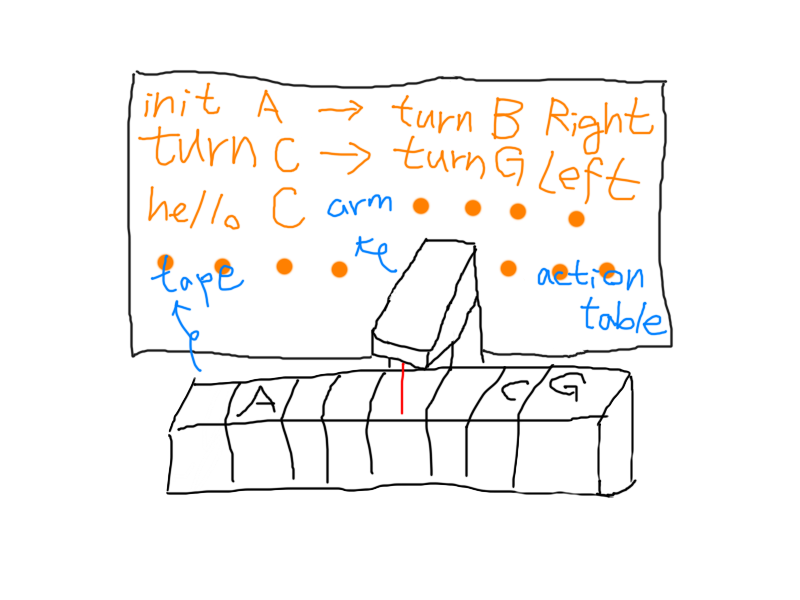 init A → turn B Right
turn C → turn G Left
hello C
arm
tape
action
table
A
C G